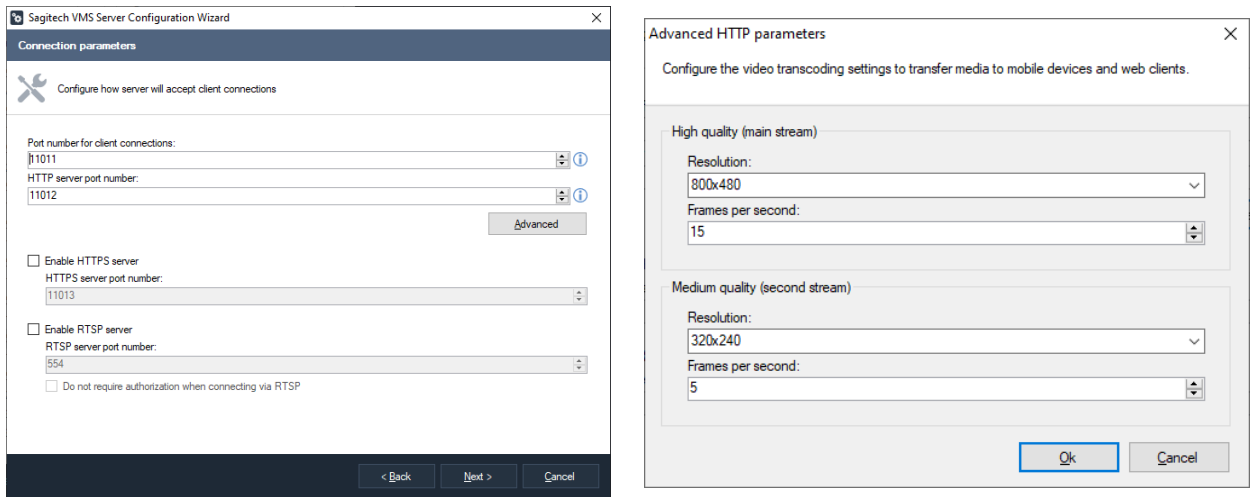 Sagitech VMS Server Configuration Wizard
Connection parameters
Configure how server will accept client connections
Port number for client connections:
11011
HTTP server port number:
11012
Advanced
Enable HTTPS server
HTTPS server port number:
11013
Enable RTSP server
RTSP server port number:
554
Do not require authorization when connecting via RTSP
< Back
Next >
Cancel
Advanced HTTP parameters
Configure the video transcoding settings to transfer media to mobile devices and web clients.
High quality (main stream)
Resolution:
800x480
Frames per second:
15
Medium quality (second stream)
Resolution:
320x240
Frames per second:
5
Ok
Cancel